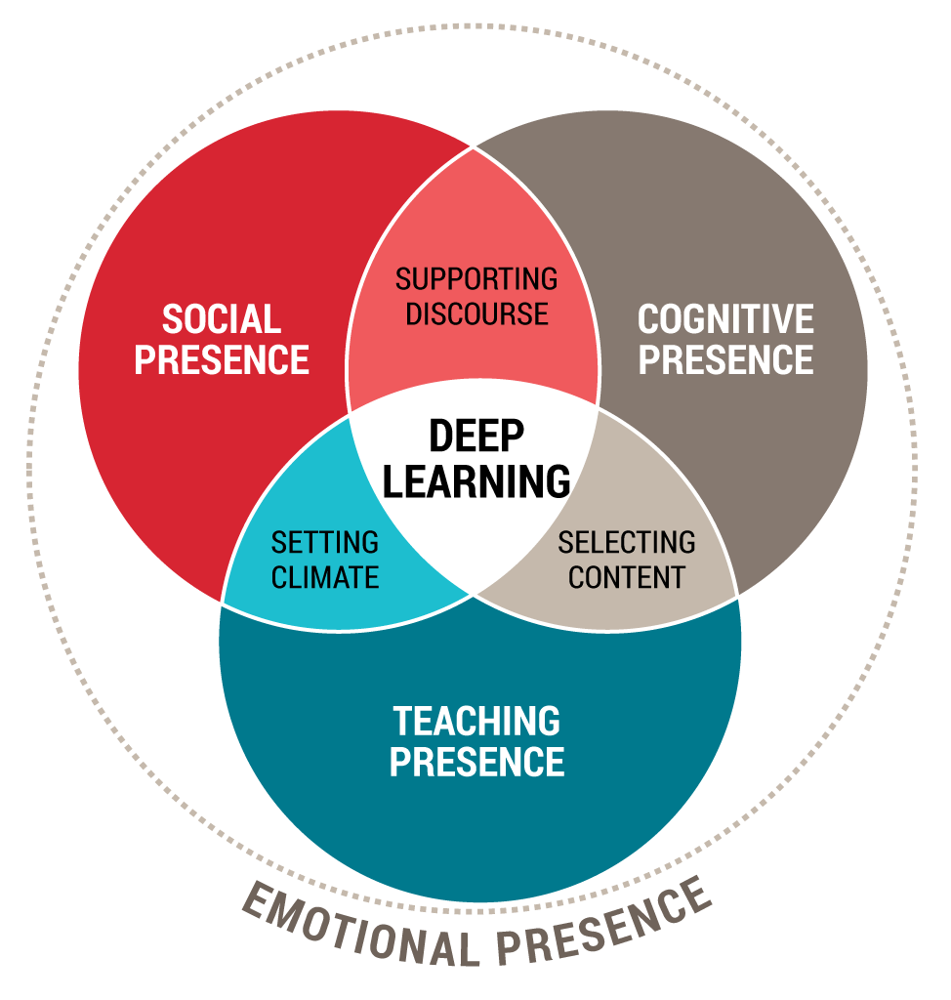 SUPPORTING
DISCOURSE
SOCIAL
PRESENCE
COGNITIVE
PRESENCE
DEEP
LEARNING
SETTING
CLIMATE
SELECTING
CONTENT
TEACHING
PRESENCE
EMOTIONAL PRESENCE